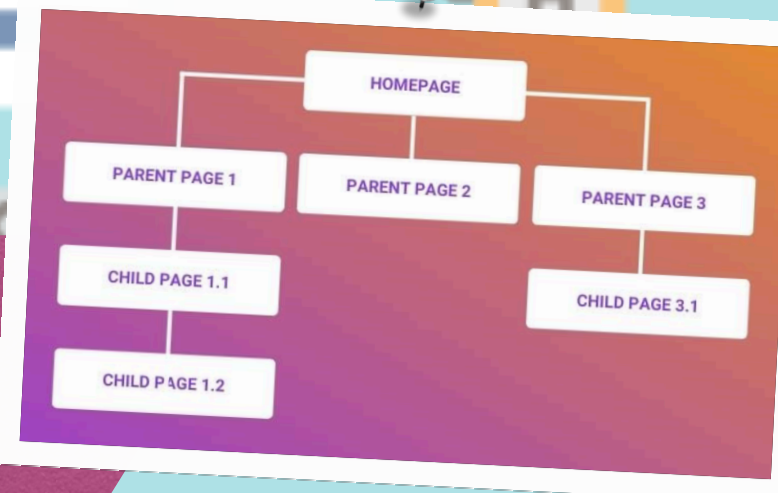 HOMEPAGE
PARENT PAGE 1
PARENT PAGE 2
PARENT PAGE 3
CHILD PAGE 1.1
CHILD PAGE 3.1
CHILD PAGE 1.2